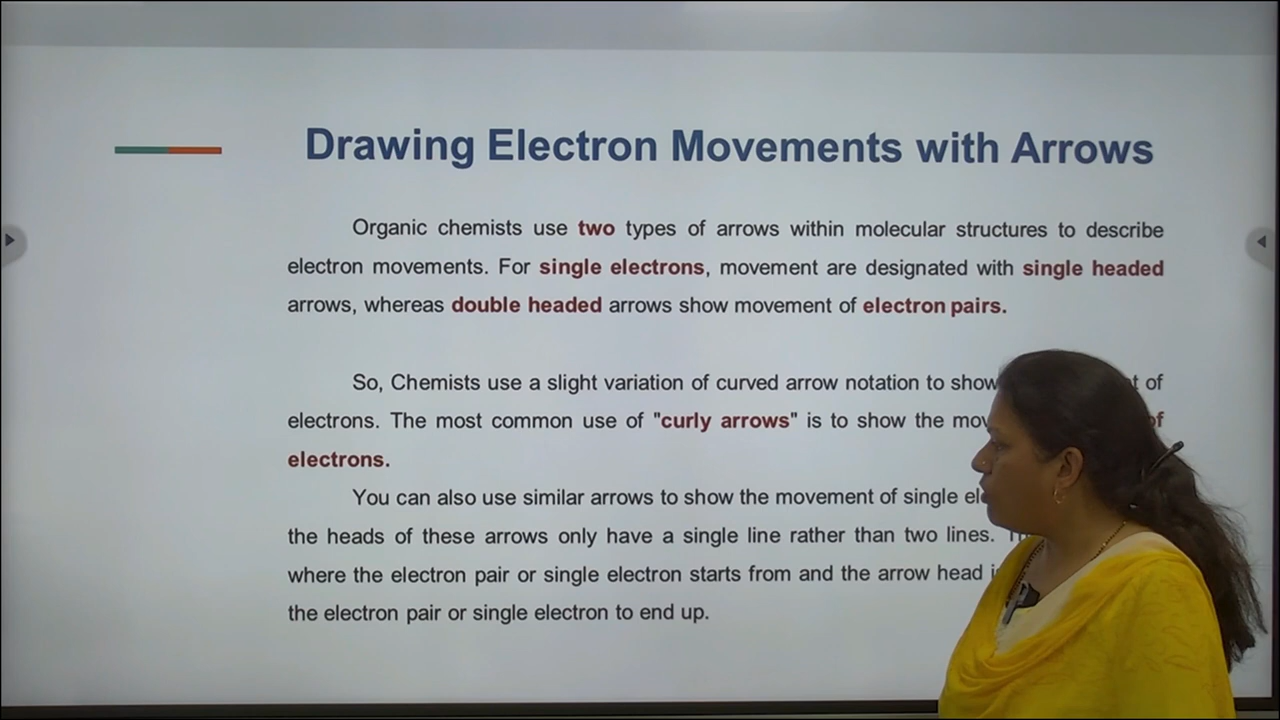 Drawing Electron Movements with Arrows
Organic chemists use two types of arrows within molecular structures to describe
electron movements. For single electrons, movement are designated with single headed
arrows, whereas double headed arrows show movement of electron pairs.
So, Chemists use a slight variation of curved arrow notation to show of
electrons. The most common use of "curly arrows" is to show the of
electrons.
You can also use similar arrows to show the movement of single
the heads of these arrows only have a single line rather than two lines.
where the electron pair or single electron starts from and the arrow head
the electron pair or single electron to end up.